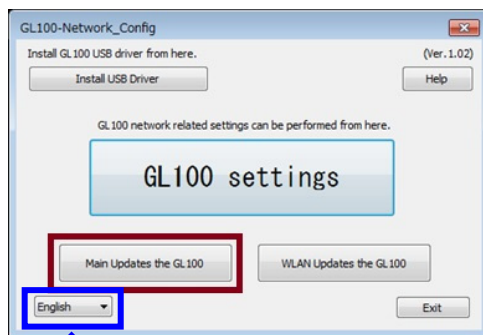 GL100-Network_Config
Install GL100 USB driver from here.
(Ver.1.02)
Install USB Driver
Help
GL100 network related settings can be performed from here.
GL100 settings
Main Updates the GL100
WLAN Updates the GL100
English
Exit